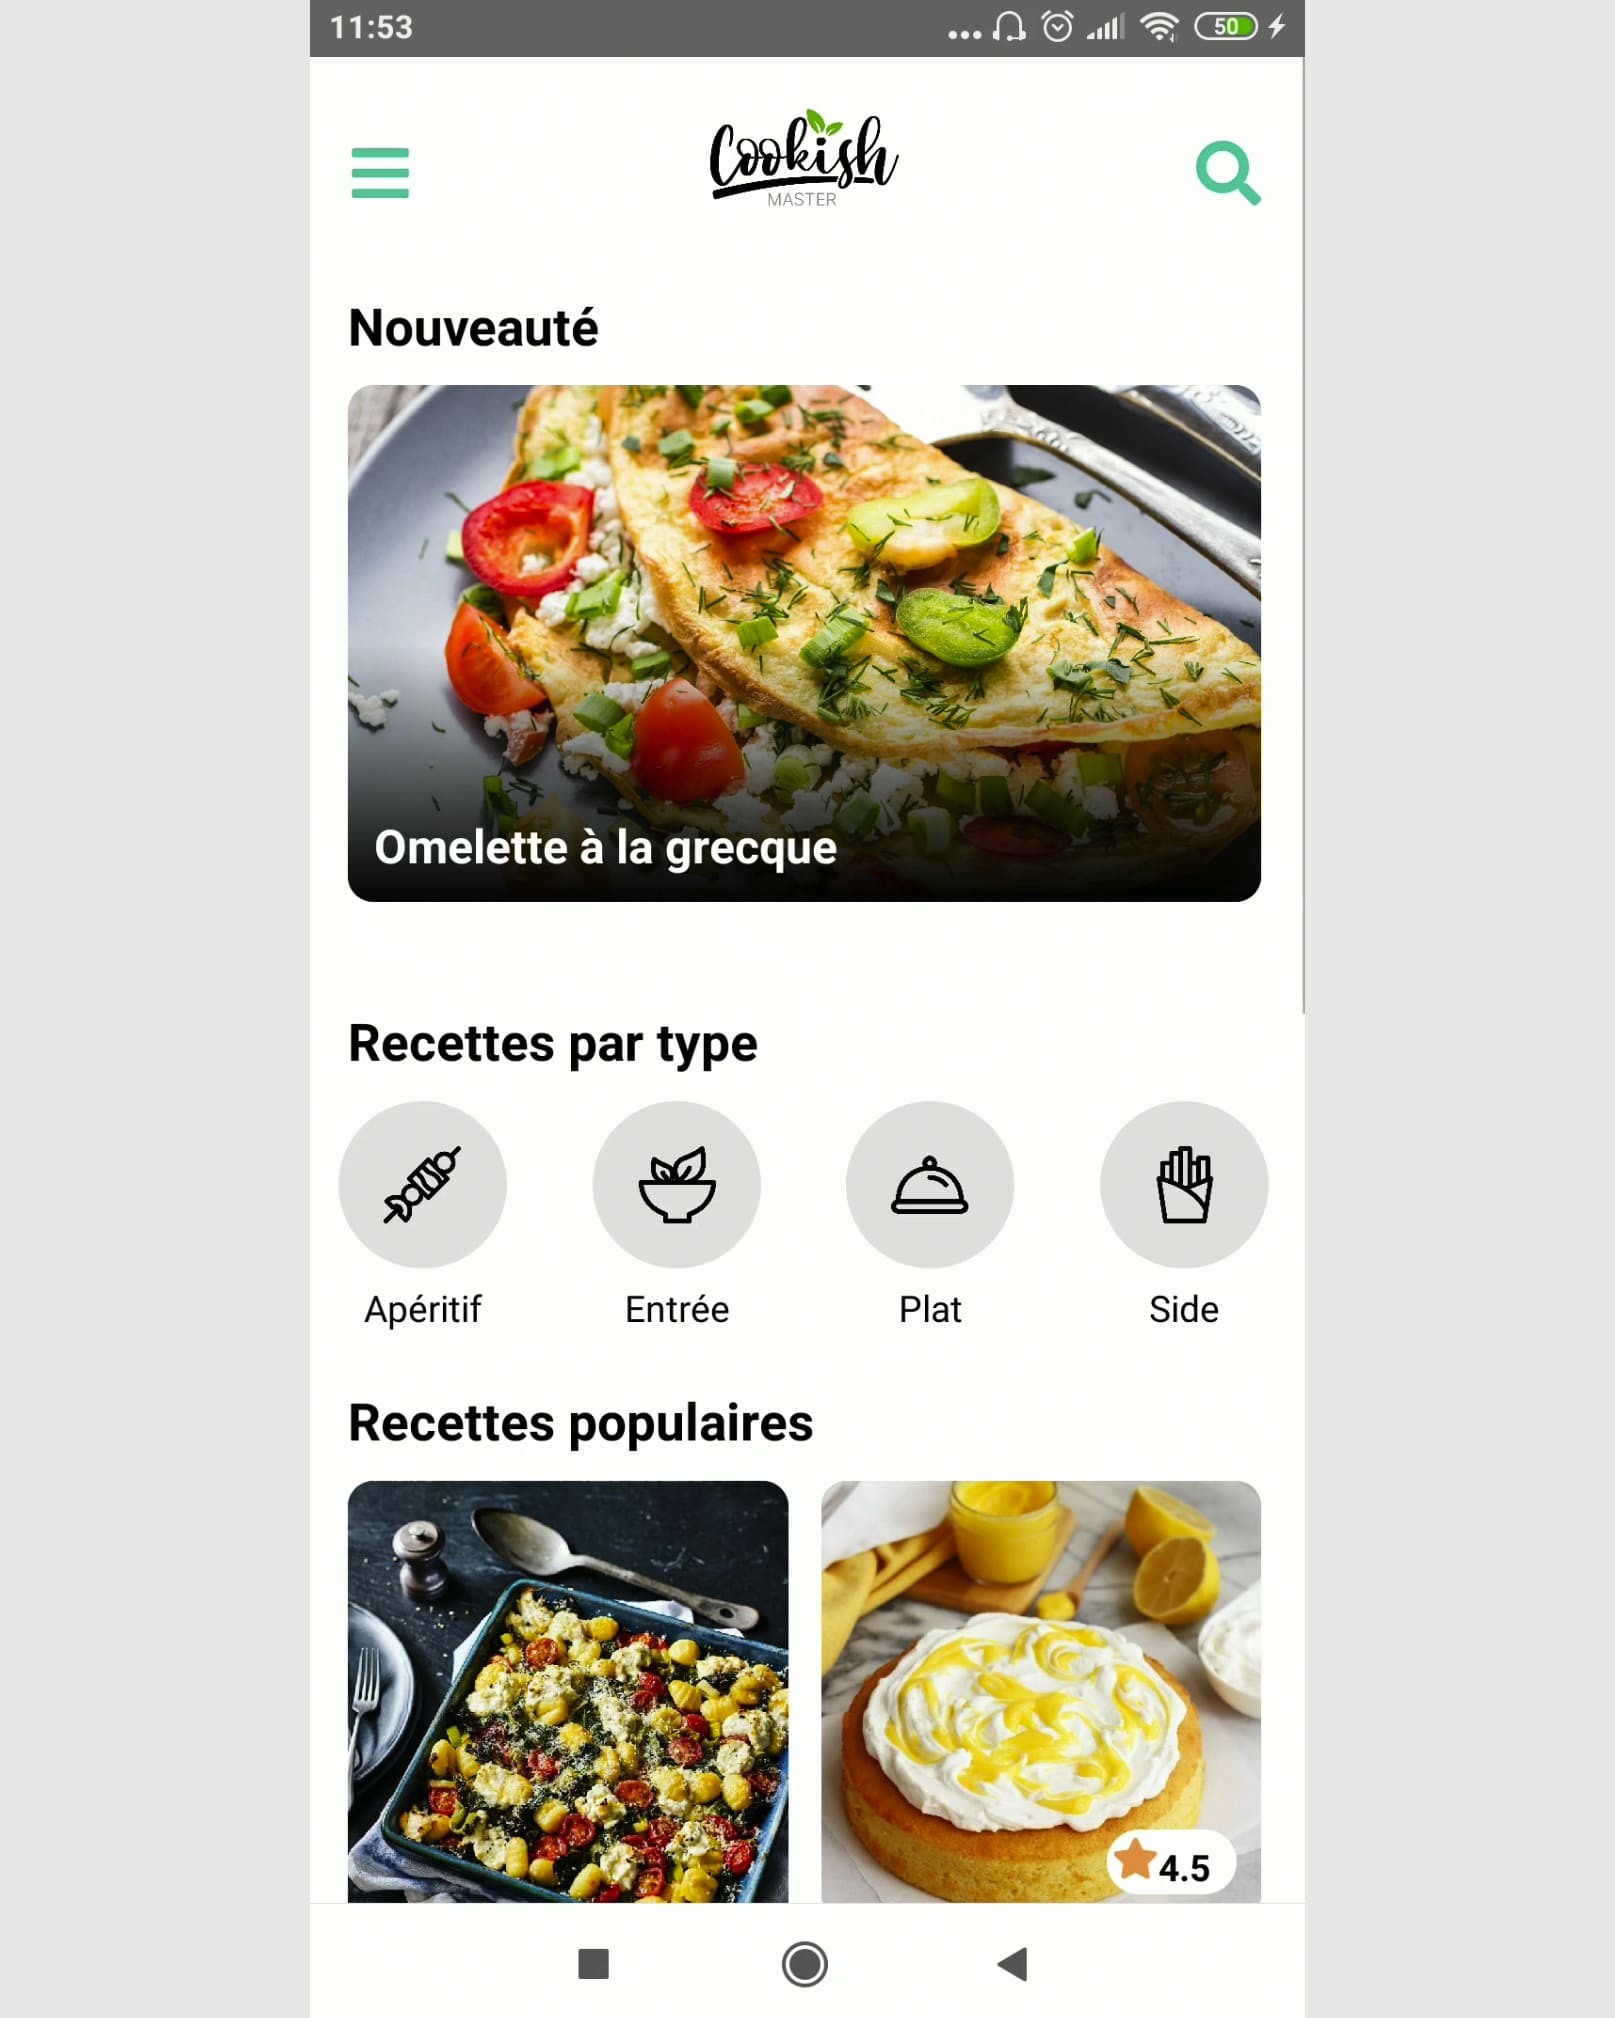 11:53
50
Cookish
MASTER
Nouveauté
Omelette à la grecque
Recettes par type
Apéritif
Entrée
Plat
Side
Recettes populaires
4.5